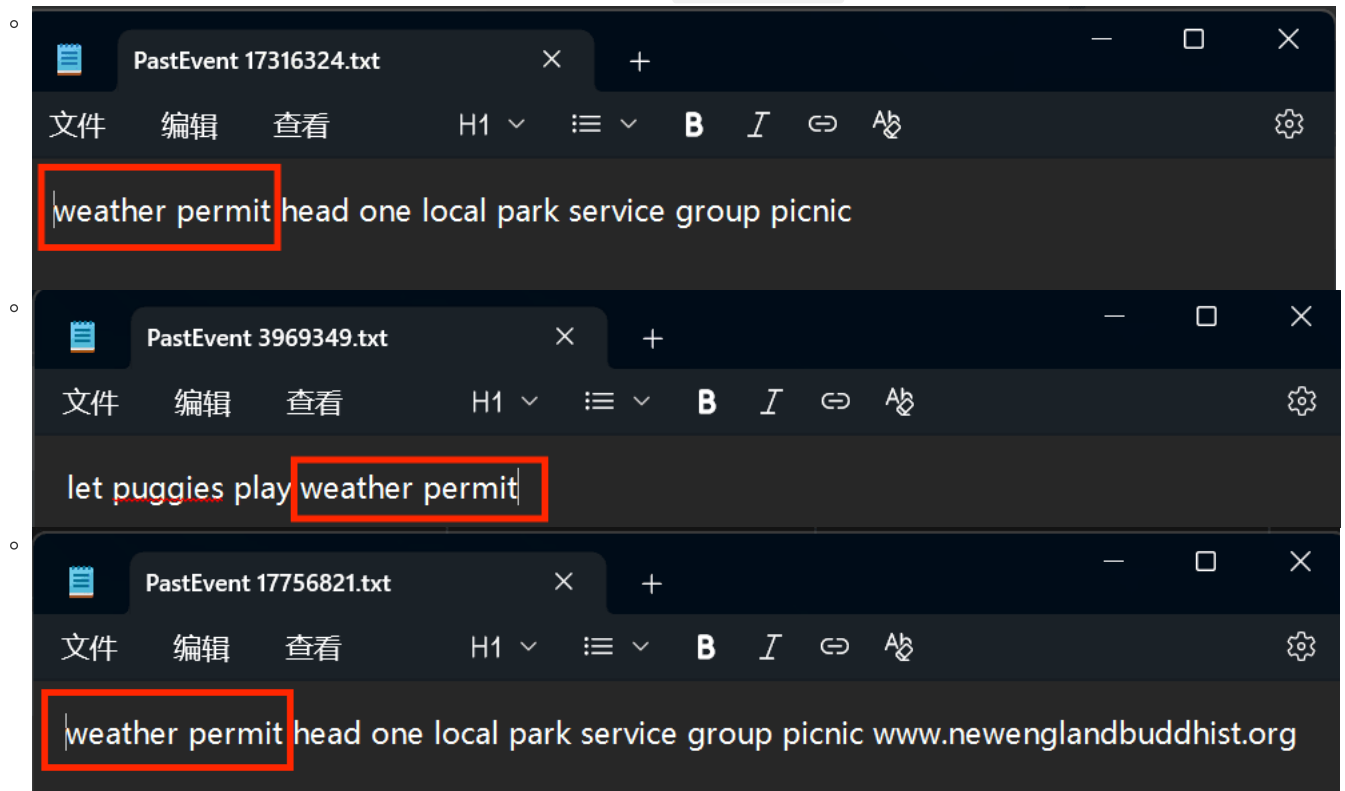 PastEvent 17316324.txt
文件 编辑 查看 H1 B I
weather permit head one local park service group picnic
PastEvent 3969349.txt
文件 编辑 查看 H1 B I
let puggies play weather permit
PastEvent 17756821.txt
文件 编辑 查看 H1 B I
weather permit head one local park service group picnic www.newenglandbuddhist.org